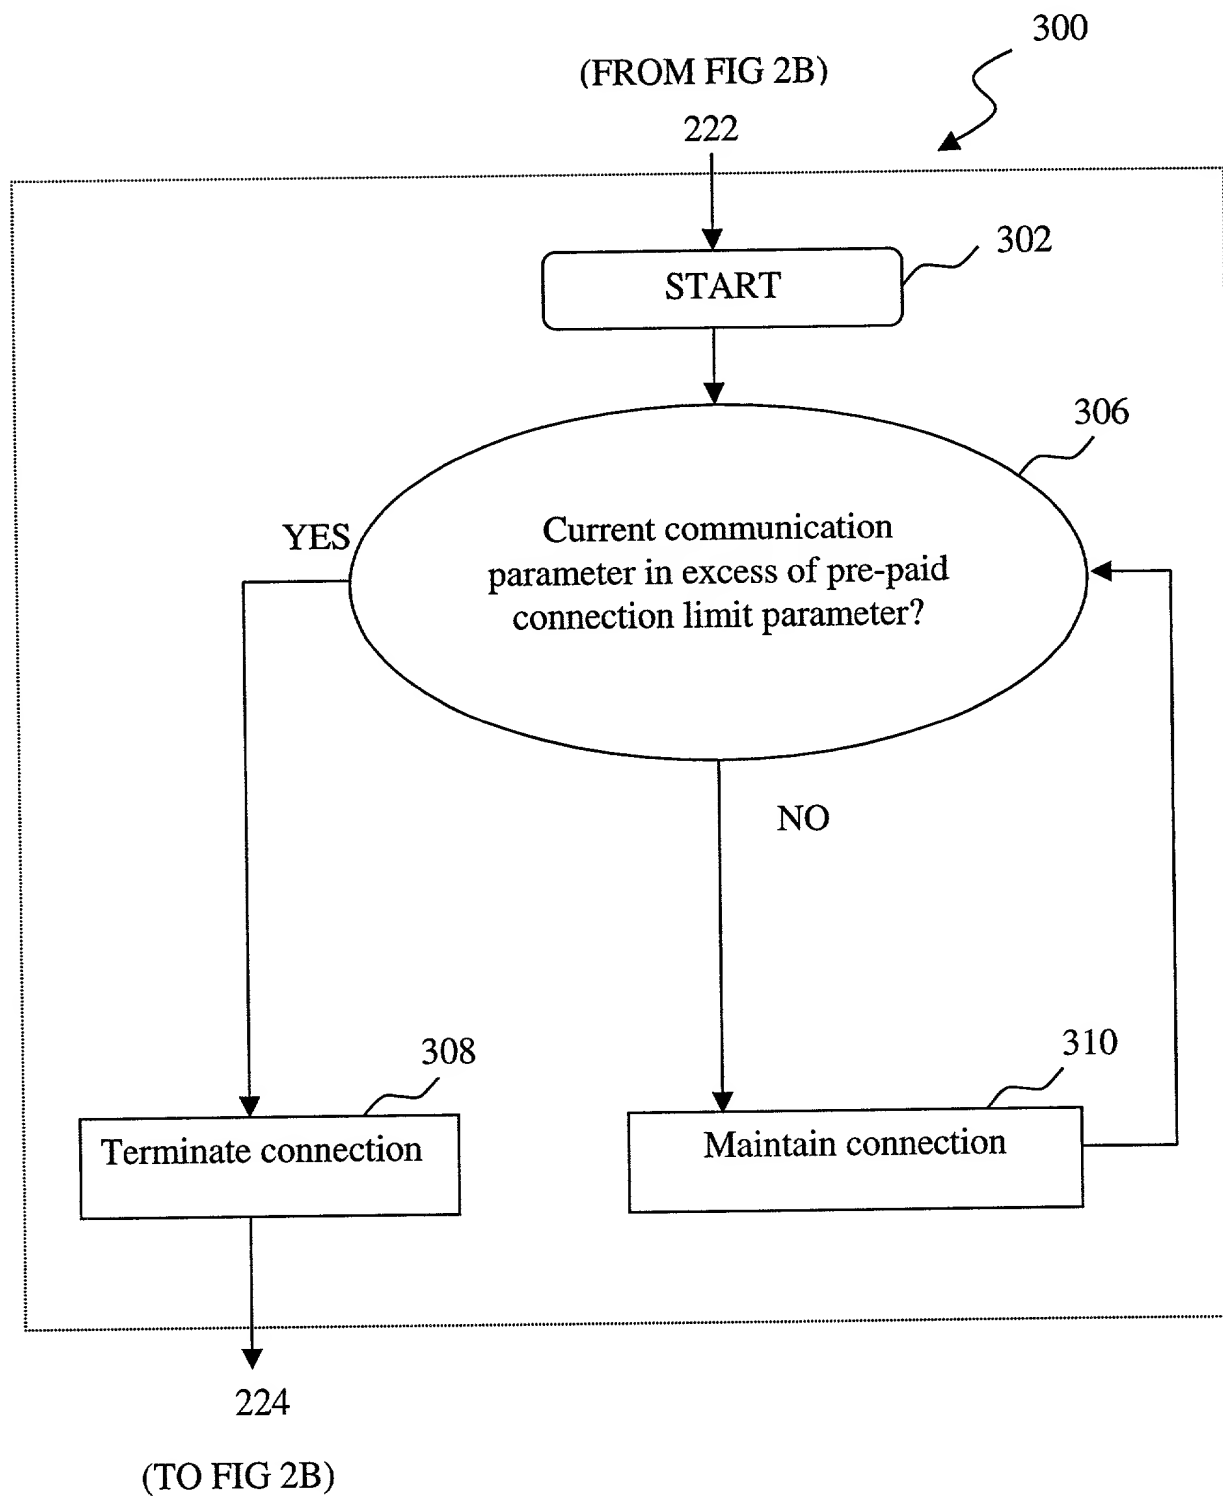 300
(FROM FIG 2B)
222
302
START
306
YES
Current communication
parameter in excess of pre-paid
connection limit parameter?
NO
308
310
Terminate connection
Maintain connection
224
(TO FIG 2B)